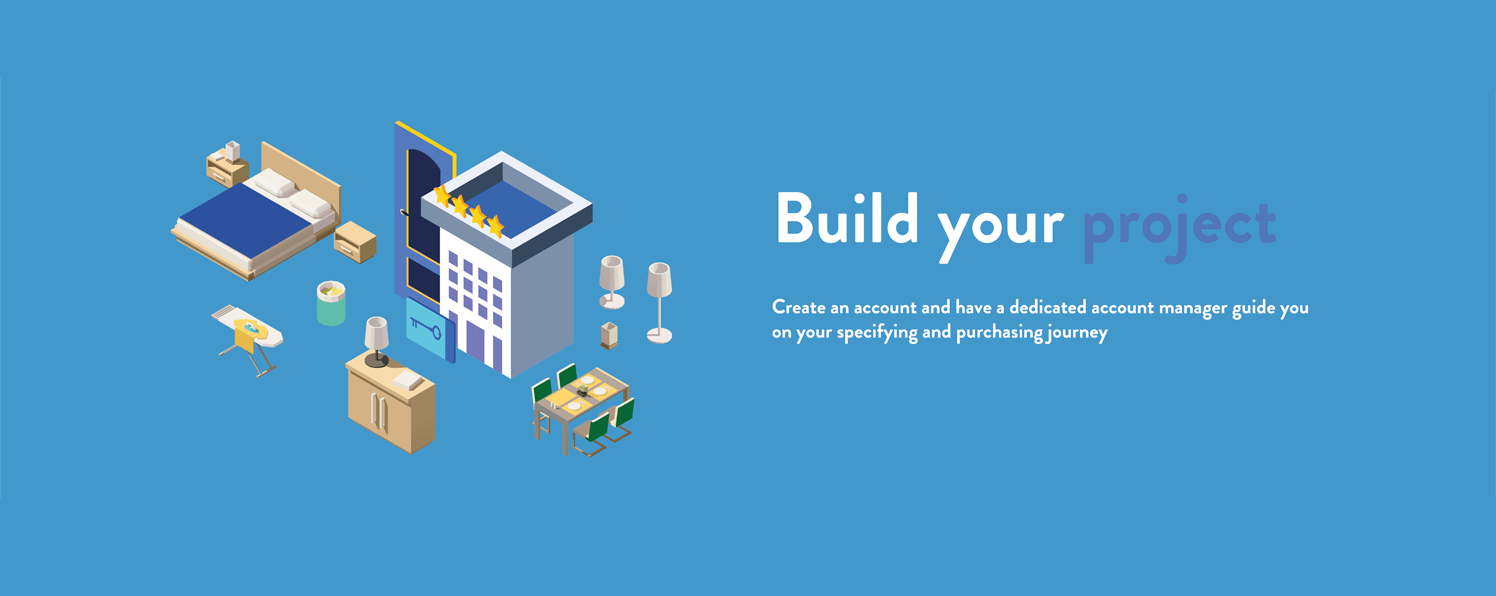 Build your project
Create an account and have a dedicated account manager guide you
on your specifying and purchasing journey